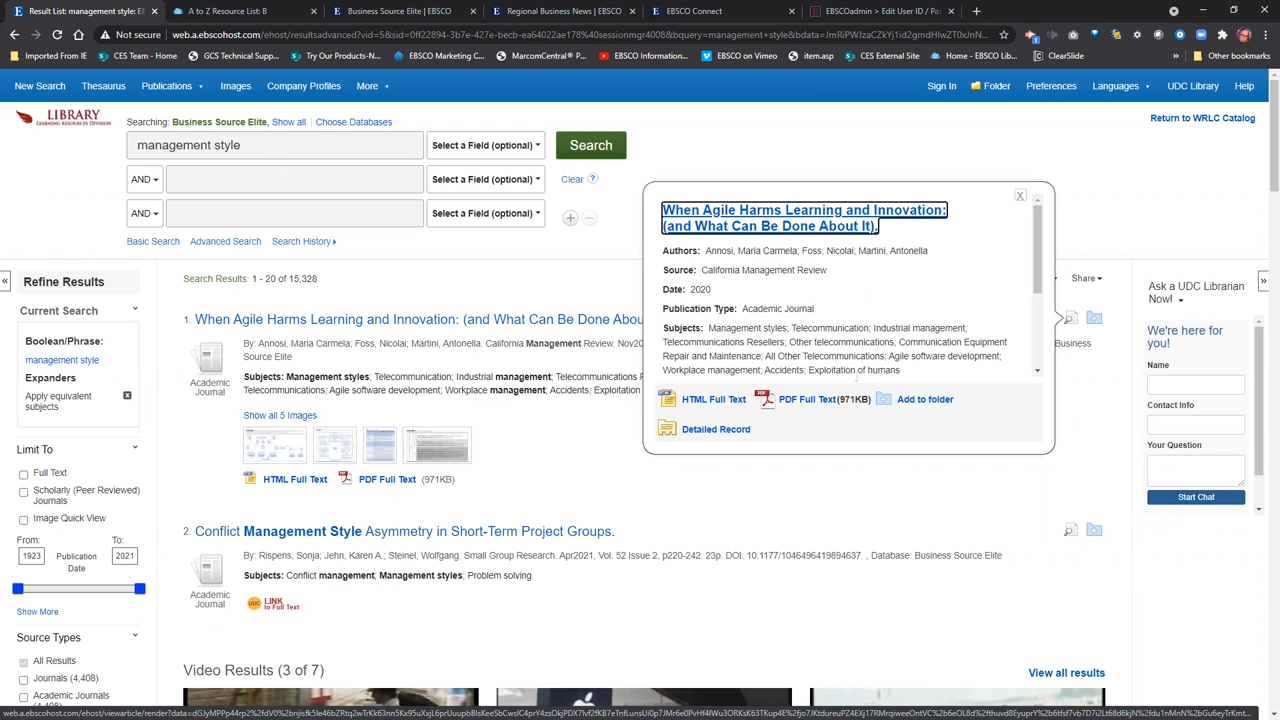 Result List: management style: EB
A to Z Resource List B
Business Source Elite | EBSCO
Regional Business News | EBSCO
EBSCO Connect
EBSCOadmin > Edit User ID / Pas
Not secure
web.a.ebscohost.com/ehost/resultsadvanced?
Imported From IE
CES Team - Home
GCS Technical Supp...
Try Our Products -...
EBSCO Marketing C...
MarcomCentral® Pr...
EBSCO Information...
Vimeo for EBSCO
item.asp
CES External Site
Home - EBSCO Lib...
ClearSlide
»
Other bookmarks
New Search
Thesaurus
Publications
Images
Company Profiles
More
Sign In
Folder
Preferences
Languages
UDC Library
Help
LIBRARY
LEARNING RESOURCES DIVISION
Searching: Business Source Elite, Show all | Choose Databases
Return to WRLC Catalog
management style
Select a Field (optional)
Search
AND
Select a Field (optional)
Clear ?
AND
Select a Field (optional)
Basic Search
Advanced Search
Search History
«
Refine Results
Current Search
Boolean/Phrase:
management style
Expanders
Apply equivalent
subjects
Limit To
Full Text
Scholarly (Peer Reviewed)
Journals
Image Quick View
From:
To:
1923
Publication
Date
2021
Show More
Source Types
All Results
Journals (4,408)
Academic Journals
Search Results: 1 - 20 of 15,328
Share
1. When Agile Harms Learning and Innovation: (and What Can Be Done Abou
Academic
Journal
By: Annosi, Maria Carmela; Foss, Nicolai; Martini, Antonella. California Management Review.
Business
Source Elite
Subjects: Management styles; Telecommunication; Industrial management;
Telecommunications; Agile software development; Workplace management; Accidents; Exploitation
Show all 5 Images
HTML Full Text
PDF Full Text (971KB)
2. Conflict Management Style Asymmetry in Short-Term Project Groups.
Academic
Journal
By: Rispens, Sonja; Jehn, Karen A.; Steinel, Wolfgang. Small Group Research. Apr2021, Vol. 52 Issue 2, p220-242. 23p. DOI: 10.1177/1046496419894637. , Database: Business Source Elite
Subjects: Conflict management; Management styles; Problem solving
UDC LINK
to Full Text
Video Results (3 of 7)
View all results
X
When Agile Harms Learning and Innovation:
(and What Can Be Done About It).
Authors: Annosi, Maria Carmela; Foss, Nicolai; Martini, Antonella
Source: California Management Review
Date: 2020
Publication Type: Academic Journal
Subjects: Management styles; Telecommunication; Industrial management;
Telecommunications Resellers; Other telecommunications; Communication Equipment
Repair and Maintenance; All Other Telecommunications; Agile software development;
Workplace management; Accidents; Exploitation of humans
HTML Full Text
PDF Full Text(971KB)
Add to folder
Detailed Record
»
Ask a UDC Librarian
Now!
We're here for
you!
Name
Contact Info
Your Question
Start Chat